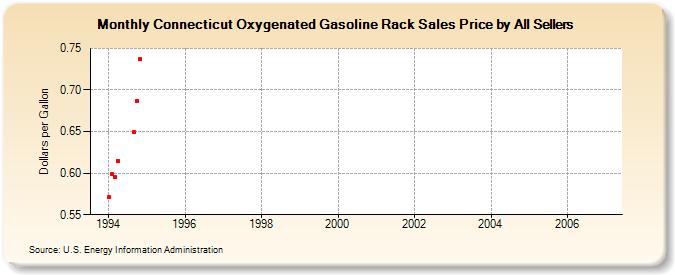 Monthly Connecticut Oxygenated Gasoline Rack Sales Price by All Sellers
Dollars per Gallon
0.75
0.70
0.65
0.60
0.55
1994 1996 1998 2000 2002 2004 2006
Source: U.S. Energy Information Administration